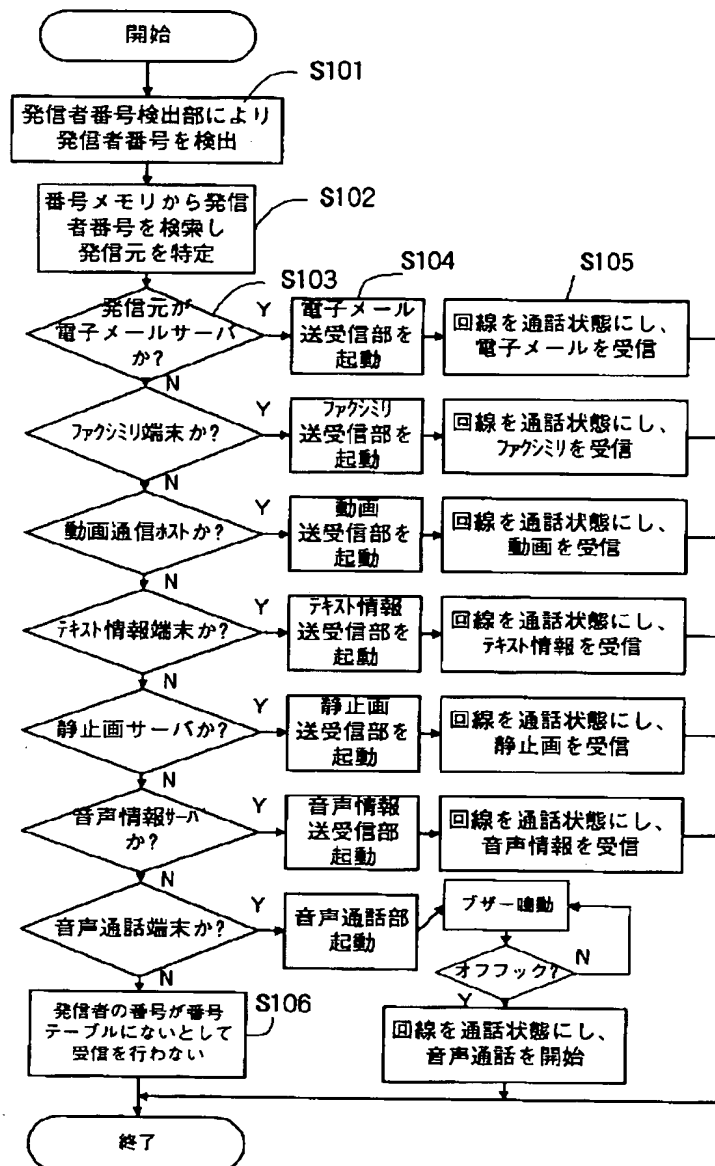 開始
S101
発信者番号検出部により
発信者番号を検出
S102
番号メモリから発信
者番号を検索し
発信元を特定
S103
S104
S105
発信元が
電子メールサーバ
か?
Y
N
電子メール
送受信部を
起動
回線を通話状態にし、
電子メールを受信
ファクシミリ端末か?
Y
N
ファクシミリ
送受信部を
起動
回線を通話状態にし、
ファクシミリを受信
動画通信ホストか?
Y
N
動画
送受信部を
起動
回線を通話状態にし、
動画を受信
テキスト情報端末か?
Y
N
テキスト情報
送受信部を
起動
回線を通話状態にし、
テキスト情報を受信
静止画サーバか?
Y
N
静止画
送受信部を
起動
回線を通話状態にし、
静止画を受信
音声情報サーバ
か?
Y
N
音声情報
送受信部
起動
回線を通話状態にし、
音声情報を受信
音声通話端末か?
Y
N
音声通話部
起動
ブザー鳴動
オフフック?
N
Y
回線を通話状態にし、
音声通話を開始
S106
発信者の番号が番号
テーブルにないとして
受信を行わない
終了